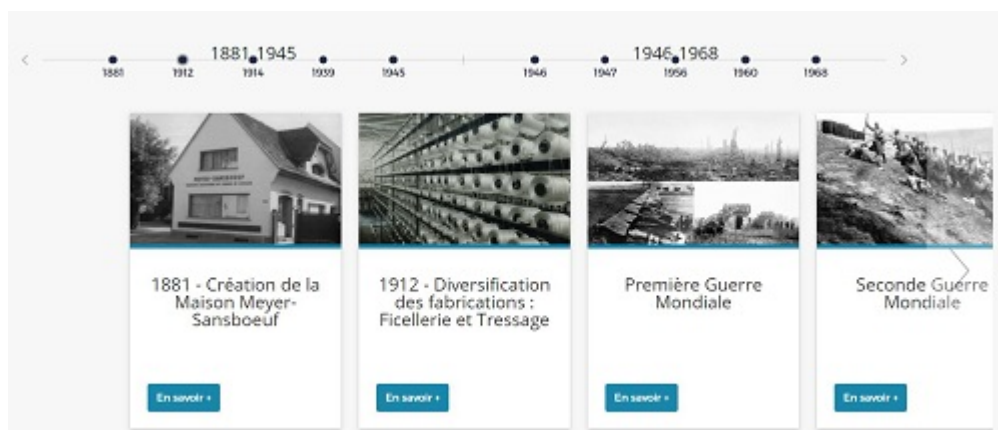 1881-1945
1946-1968
1881
1912
1914
1939
1945
1946
1947
1956
1960
1968
1881 - Création de la
Maison Meyer-
Sansboeuf
1912 - Diversification
des fabrications :
Ficellerie et Tressage
Première Guerre
Mondiale
Seconde Guerre
Mondiale
En savoir +
En savoir +
En savoir +
En savoir +